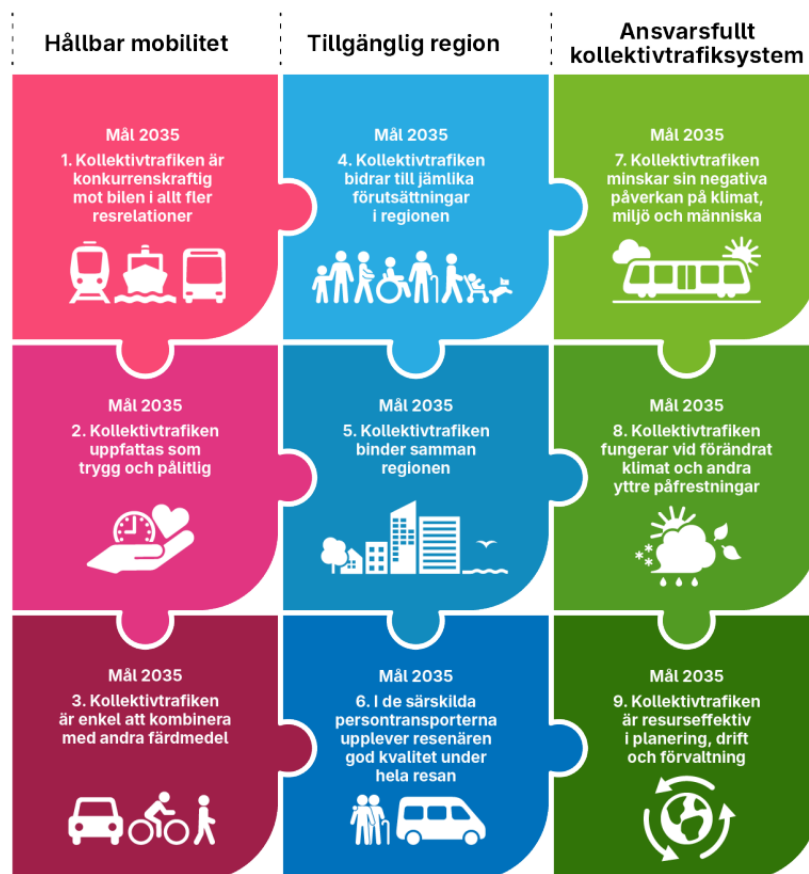 Hållbar mobilitet
Tillgänglig region
Ansvarsfullt
kollektivtrafiksystem
Mål 2035
1. Kollektivtrafiken är
konkurrenskraftig
mot bilen i allt fler
resrelationer
Mål 2035
4. Kollektivtrafiken
bidrar till jämlika
förutsättningar
i regionen
Mål 2035
7. Kollektivtrafiken
minskar sin negativa
påverkan på klimat,
miljö och människa
Mål 2035
2. Kollektivtrafiken
uppfattas som
trygg och pålitlig
Mål 2035
5. Kollektivtrafiken
binder samman
regionen
Mål 2035
8. Kollektivtrafiken
fungerar vid förändrat
klimat och andra
yttre påfrestningar
Mål 2035
3. Kollektivtrafiken
är enkel att kombinera
med andra färdmedel
Mål 2035
6. I de särskilda
persontransporterna
upplever resenären
god kvalitet under
hela resan
Mål 2035
9. Kollektivtrafiken
är resurseffektiv
i planering, drift
och förvaltning